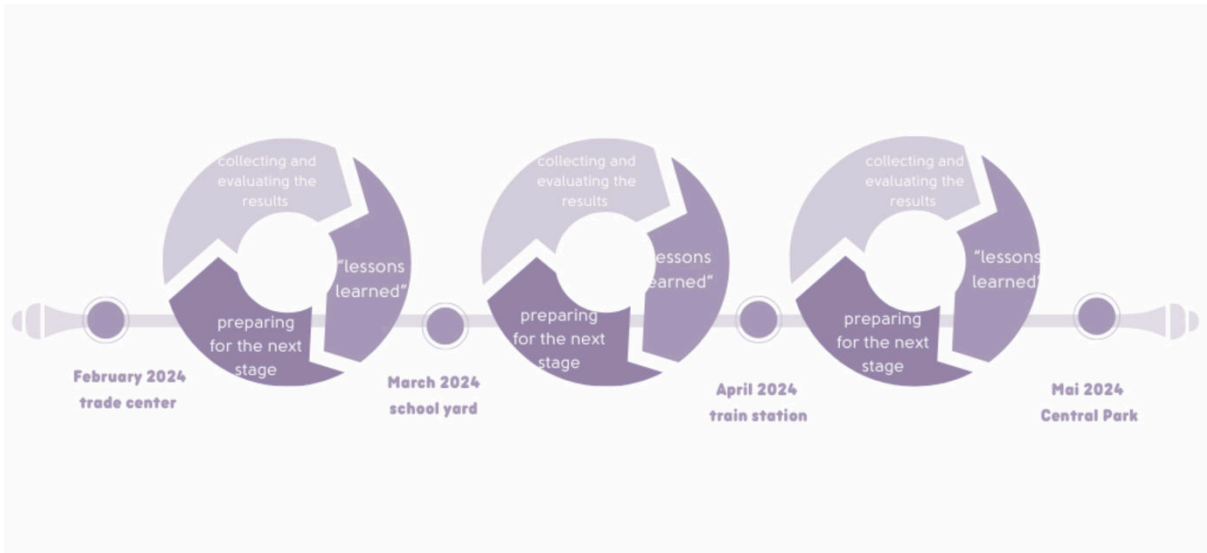 collecting and
evaluating the
results
"lessons
learned"
preparing
for the next
stage
collecting and
evaluating the
results
"lessons
learned"
preparing
for the next
stage
collecting and
evaluating the
results
"lessons
learned"
preparing
for the next
stage
February 2024
trade center
March 2024
school yard
April 2024
train station
Mai 2024
Central Park